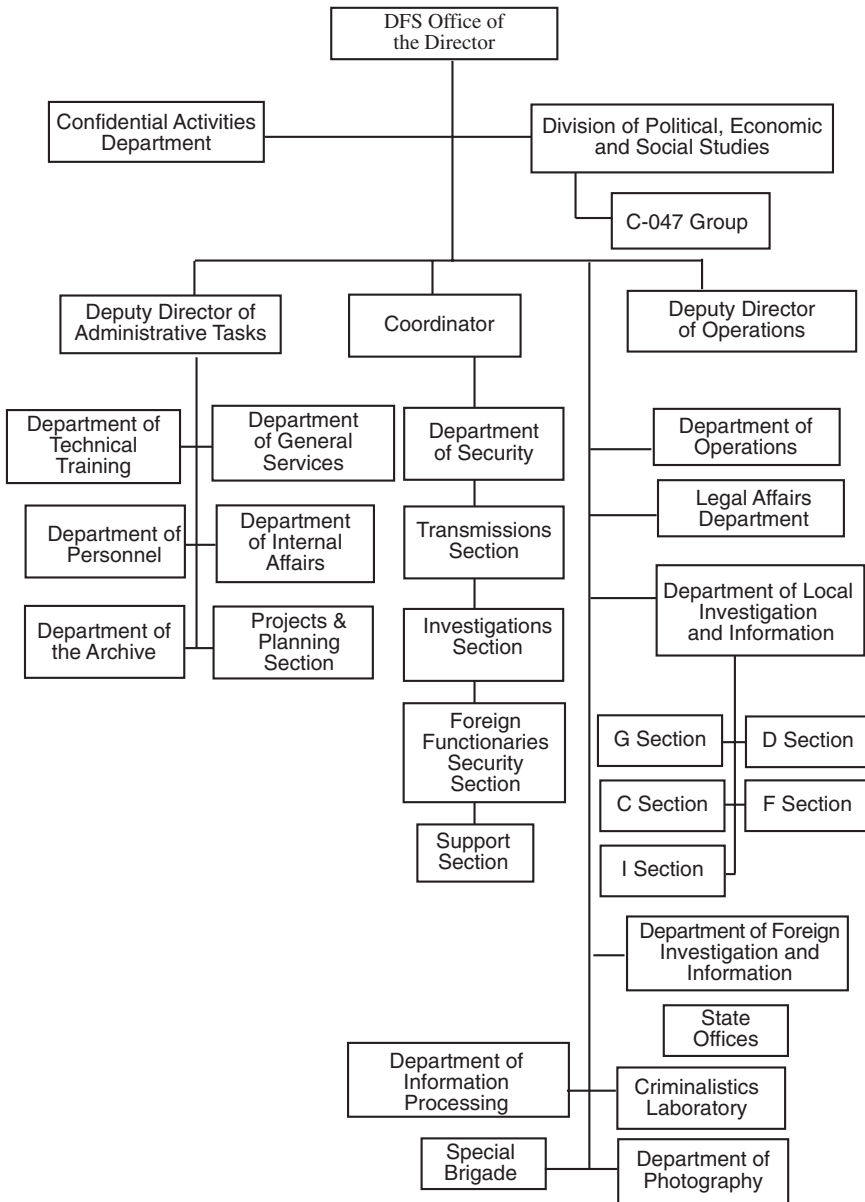 DFS Office of
the Director
Confidential Activities
Department
Division of Political, Economic
and Social Studies
C-047 Group
Deputy Director of
Administrative Tasks
Coordinator
Deputy Director
of Operations
Department of
Technical
Training
Department
of General
Services
Department
of Security
Department of
Operations
Legal Affairs
Department
Department of
Personnel
Department
of Internal
Affairs
Transmissions
Section
Department of Local
Investigation
and Information
Department of
the Archive
Projects &
Planning
Section
Investigations
Section
Foreign
Functionaries
Security
Section
G Section
D Section
C Section
F Section
Support
Section
I Section
Department of Foreign
Investigation and
Information
State
Offices
Department of
Information
Processing
Criminalistics
Laboratory
Special
Brigade
Department of
Photography